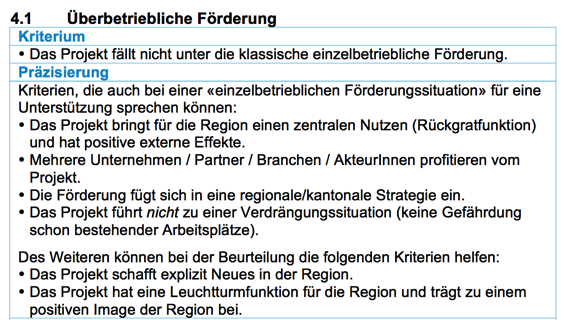 4.1 Überbetriebliche Förderung
Kriterium
• Das Projekt fällt nicht unter die klassische einzelbetriebliche Förderung.
Präzisierung
Kriterien, die auch bei einer «einzelbetrieblichen Förderungssituation» für eine
Unterstützung sprechen können:
• Das Projekt bringt für die Region einen zentralen Nutzen (Rückgratfunktion)
und hat positive externe Effekte.
• Mehrere Unternehmen / Partner / Branchen / AkteurInnen profitieren vom
Projekt.
• Die Förderung fügt sich in eine regionale/kantonale Strategie ein.
• Das Projekt führt nicht zu einer Verdrängungssituation (keine Gefährdung
schon bestehender Arbeitsplätze).
Des Weiteren können bei der Beurteilung die folgenden Kriterien helfen:
• Das Projekt schafft explizit Neues in der Region.
• Das Projekt hat eine Leuchtturmfunktion für die Region und trägt zu einem
positiven Image der Region bei.